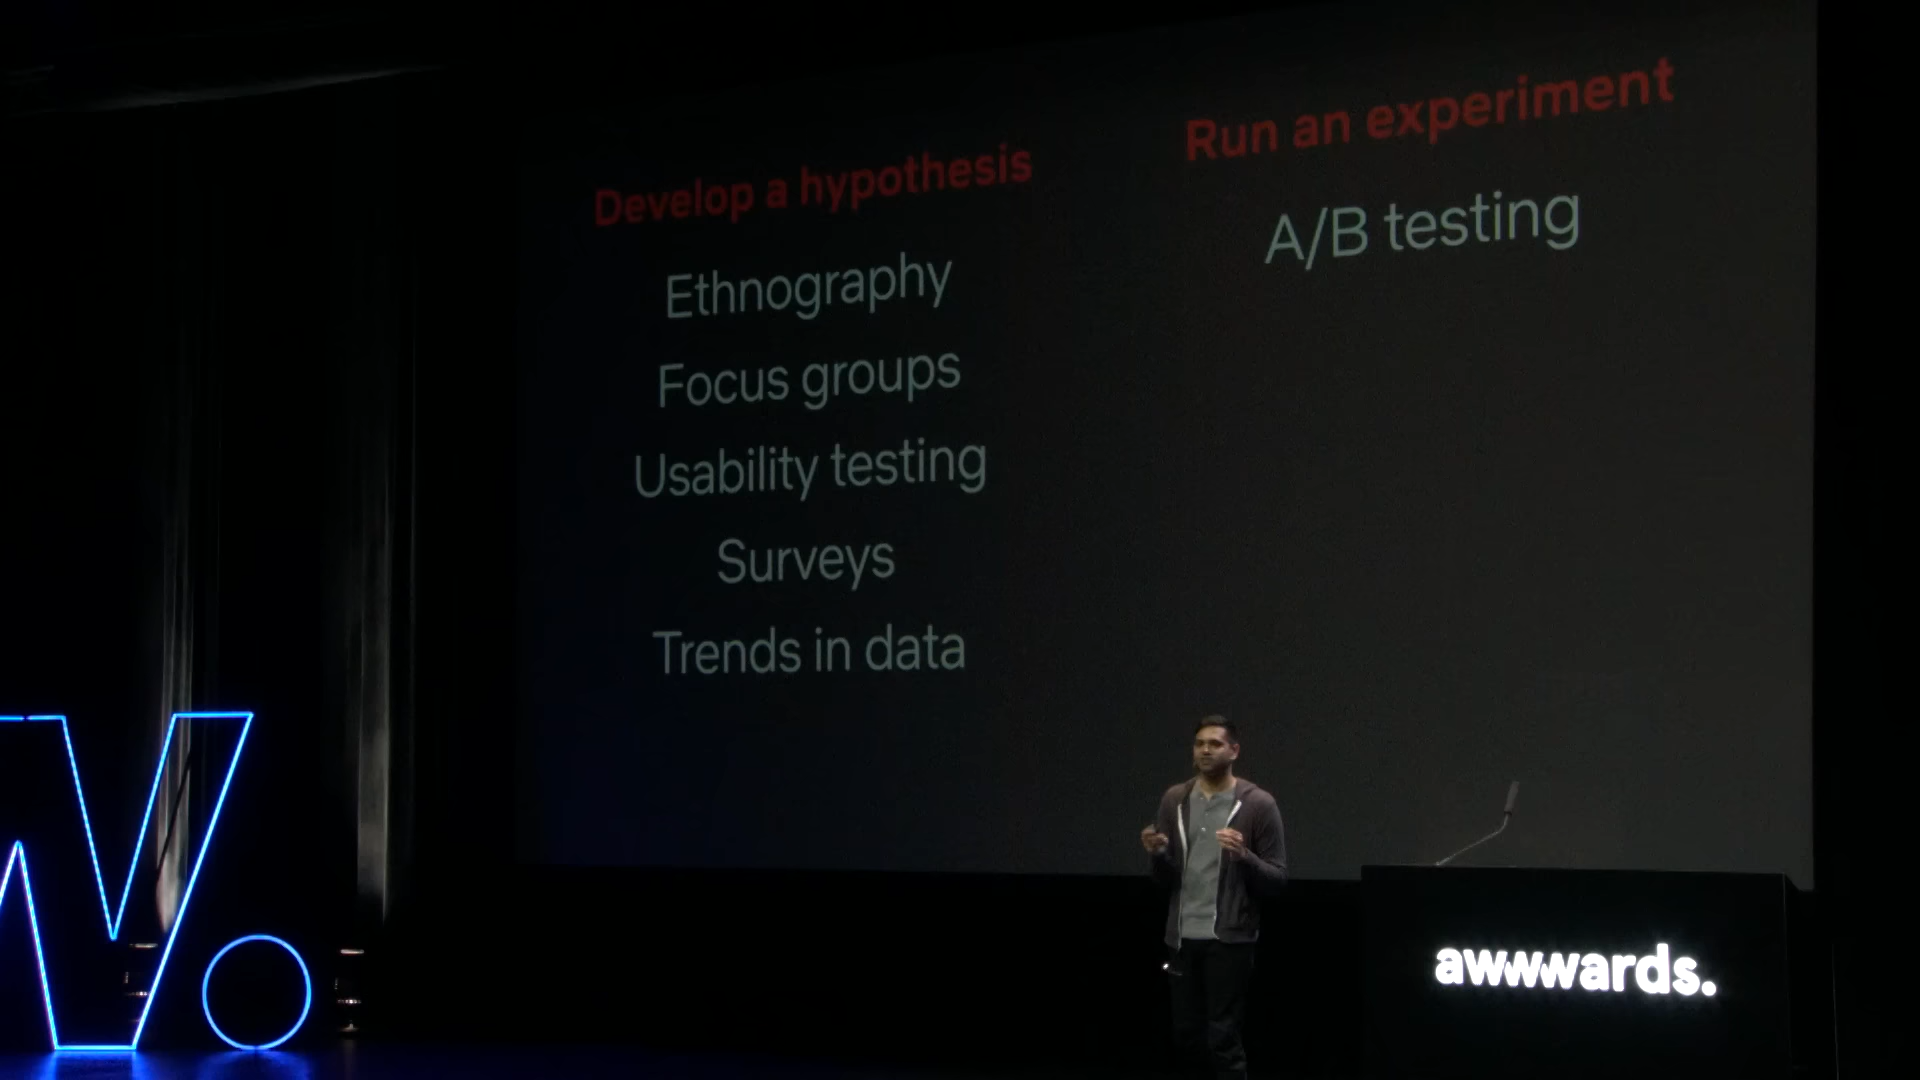 Develop a hypothesis
Ethnography
Focus groups
Usability testing
Surveys
Trends in data
Run an experiment
A/B testing
W.
awwwards.